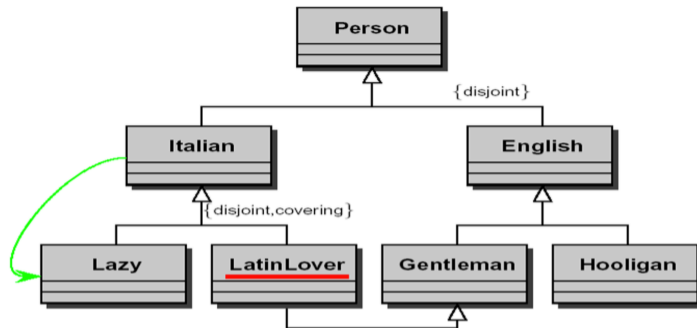 Person
{disjoint}
Italian
English
{disjoint,covering}
Lazy
LatinLover
Gentleman
Hooligan